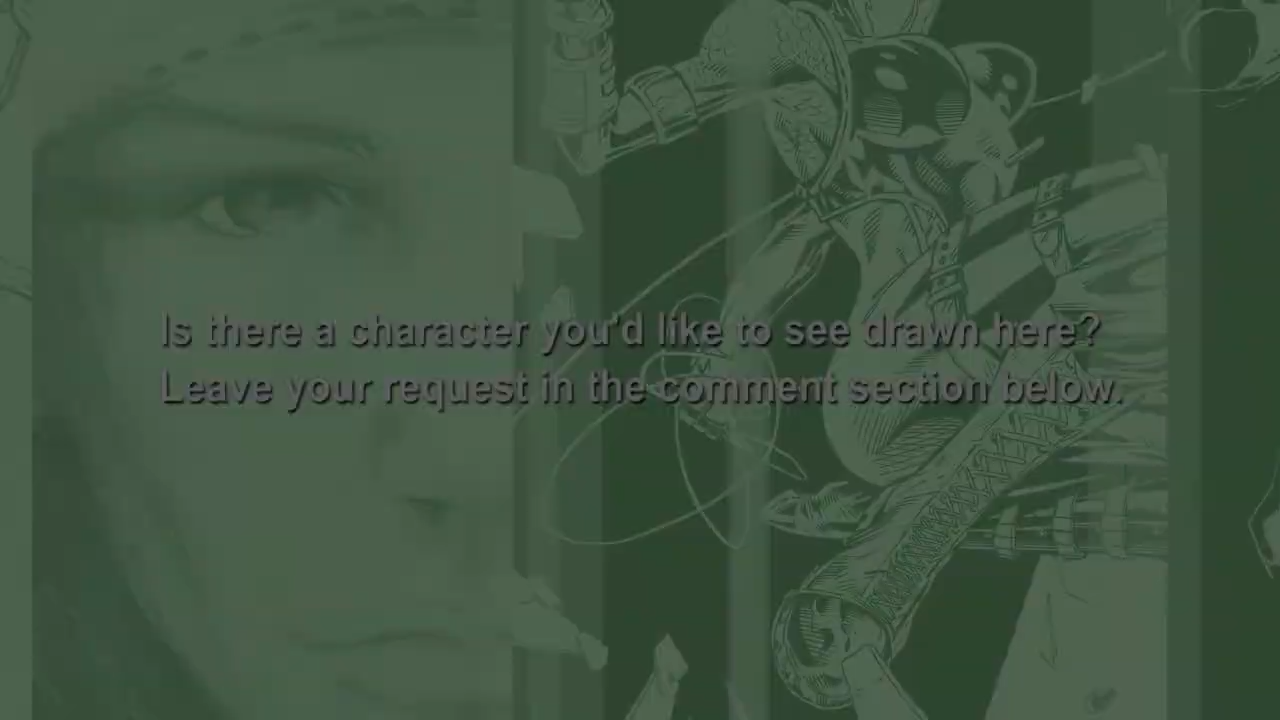 Is there a character you'd like to see drawn here?
Leave your request in the comment section below.